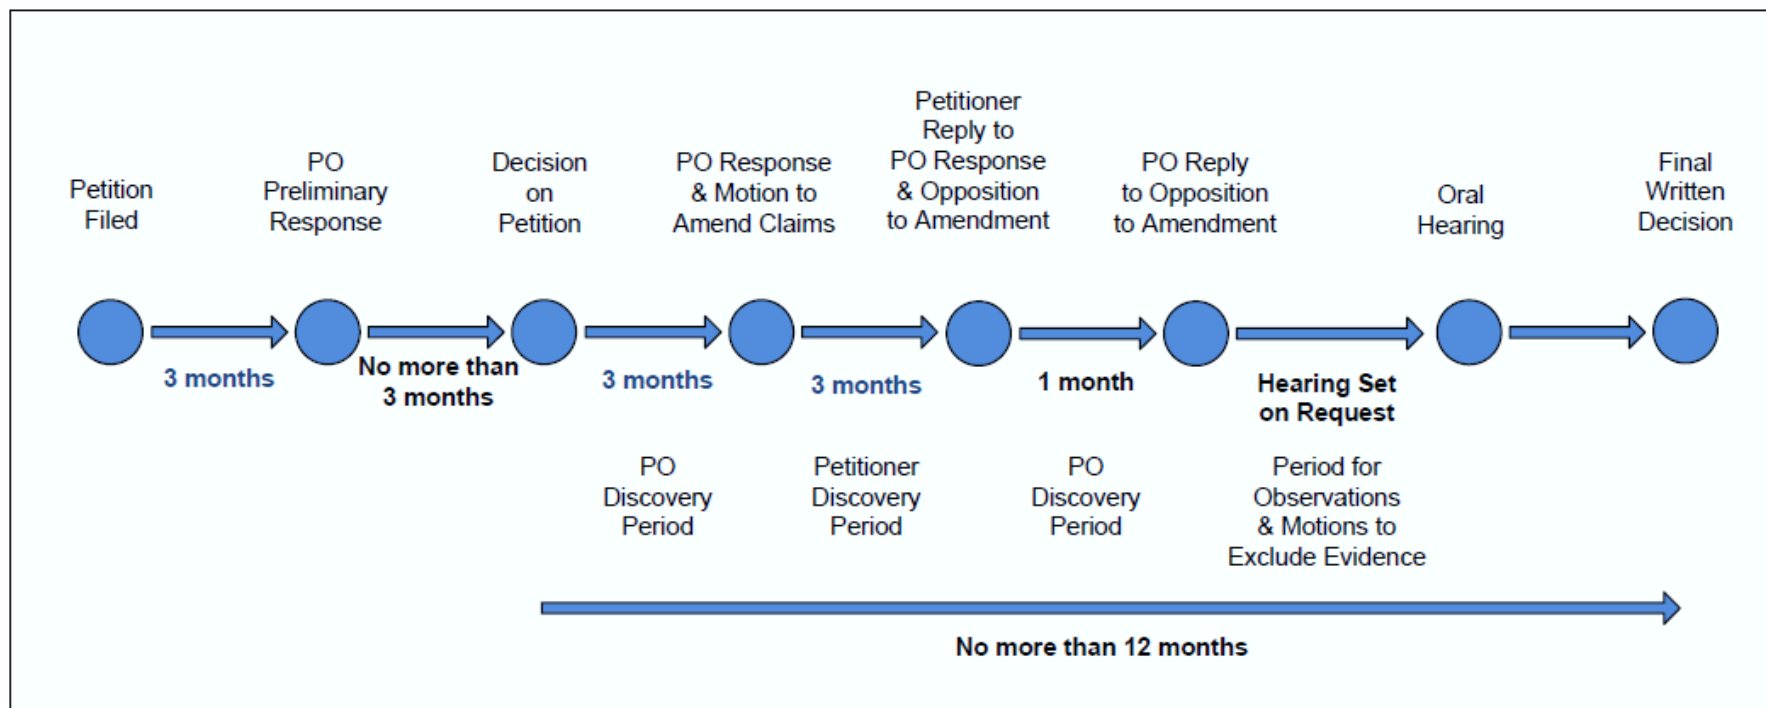 Petition
Filed
PO
Preliminary
Response
Decision
on
Petition
PO Response
& Motion to
Amend Claims
Petitioner
Reply to
PO Response
& Opposition
to Amendment
PO Reply
to Opposition
to Amendment
Oral
Hearing
Final
Written
Decision
3 months
No more than
3 months
3 months
3 months
1 month
Hearing Set
on Request
PO
Discovery
Period
Petitioner
Discovery
Period
PO
Discovery
Period
Period for
Observations
& Motions to
Exclude Evidence
No more than 12 months